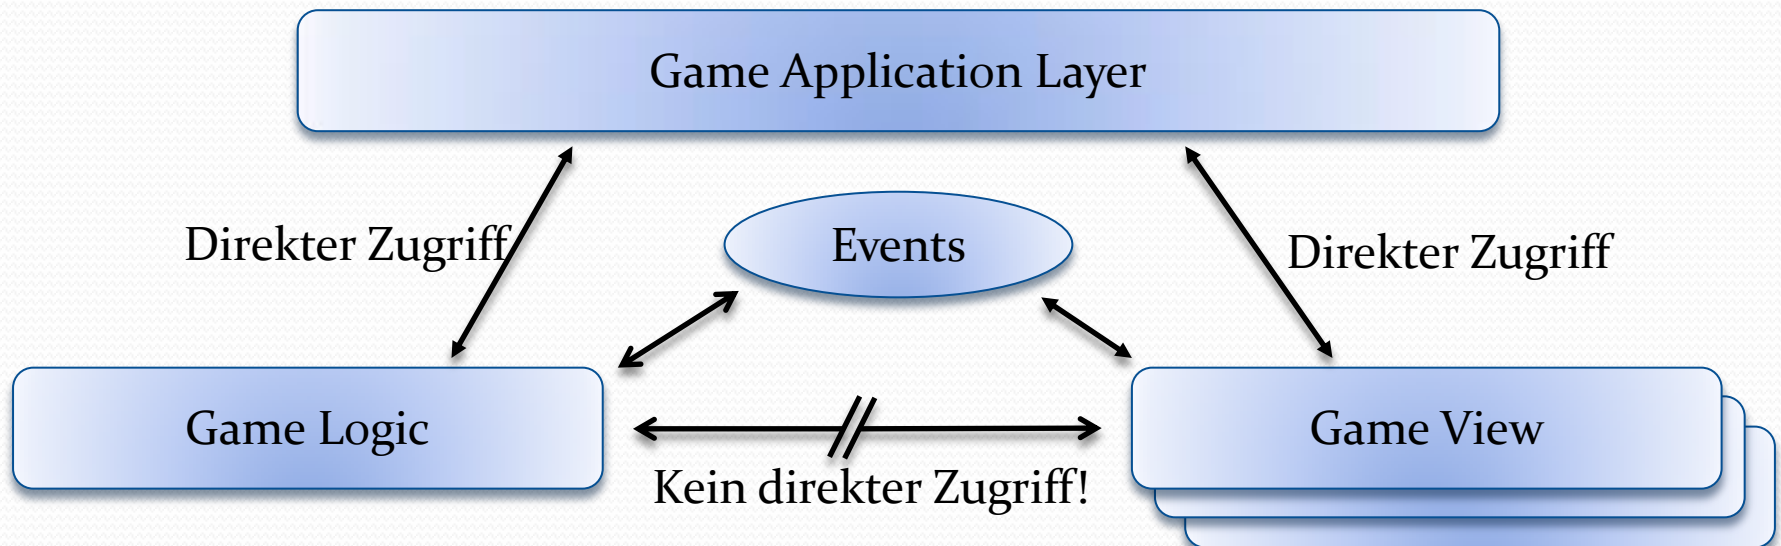 Game Application Layer
Direkter Zugriff
Events
Direkter Zugriff
Game Logic
Game View
Kein direkter Zugriff!